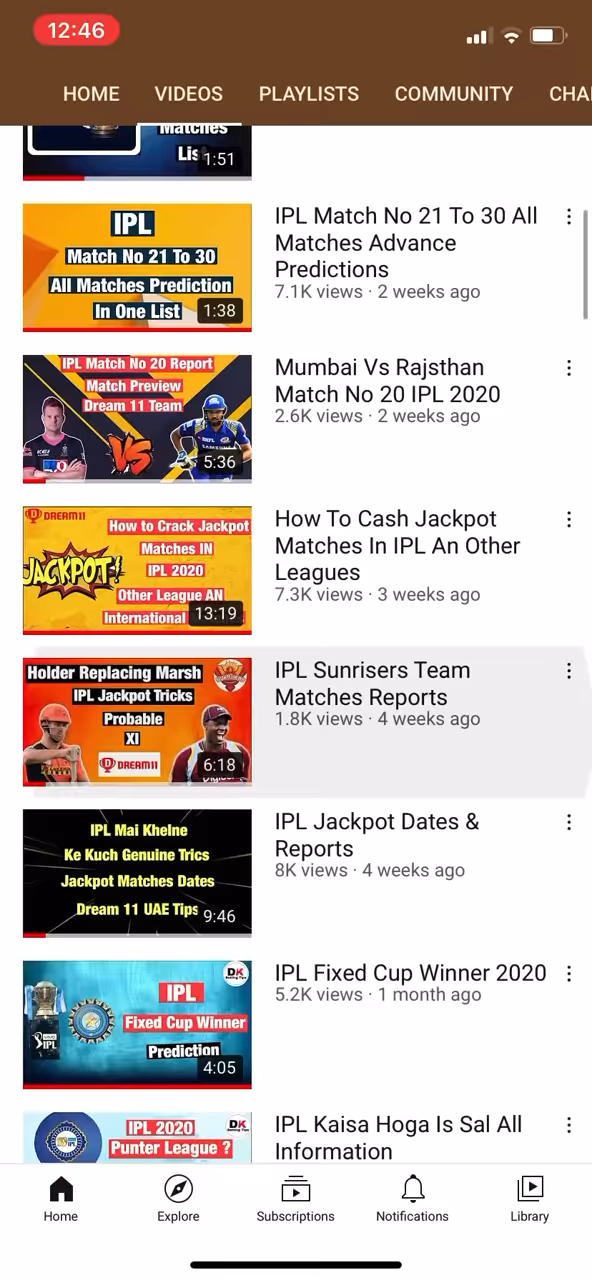 12:46
HOME VIDEOS PLAYLISTS COMMUNITY CHA
Matches
Lis
1:51
IPL
Match No 21 To 30
All Matches Prediction
In One List
1:38
IPL Match No 21 To 30 All
Matches Advance
Predictions
7.1K views · 2 weeks ago
IPL Match No 20 Report
Match Preview
Dream 11 Team
VS
5:36
Mumbai Vs Rajsthan
Match No 20 IPL 2020
2.6K views · 2 weeks ago
DREAM11
How to Crack Jackpot
Matches IN
JACKPOT!
IPL 2020
Other League AN
International
13:19
How To Cash Jackpot
Matches In IPL An Other
Leagues
7.3K views · 3 weeks ago
Holder Replacing Marsh
IPL Jackpot Tricks
Probable
XI
DREAM11
6:18
IPL Sunrisers Team
Matches Reports
1.8K views · 4 weeks ago
IPL Mai Khelne
Ke Kuch Genuine Trics
Jackpot Matches Dates
Dream 11 UAE Tips
9:46
IPL Jackpot Dates &
Reports
8K views · 4 weeks ago
DK
IPL
Fixed Cup Winner
IPL
Prediction
4:05
IPL Fixed Cup Winner 2020
5.2K views · 1 month ago
IPL 2020
DK
Punter League ?
IPL Kaisa Hoga Is Sal All
Information
Home Explore Subscriptions Notifications Library